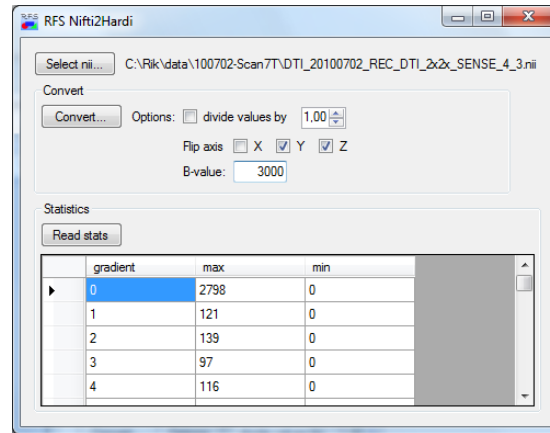 RFS RFS Nifti2Hardi
Select nii... C:\Rik\data\100702-Scan7T\DTI_20100702_REC_DTI_2x2x_SENSE_4_3.nii
Convert
Convert... Options: divide values by 1,00
Flip axis X Y Z
B-value: 3000
Statistics
Read stats
gradient max min
0 2798 0
1 121 0
2 139 0
3 97 0
4 116 0